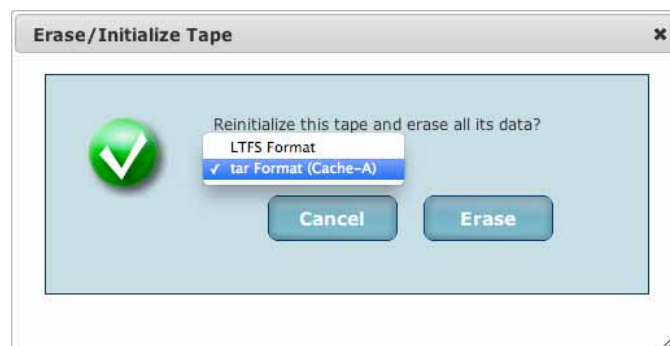 Erase/Initialize Tape
Reinitialize this tape and erase all its data?
LTFS Format
✓ tar Format (Cache-A)
Cancel Erase